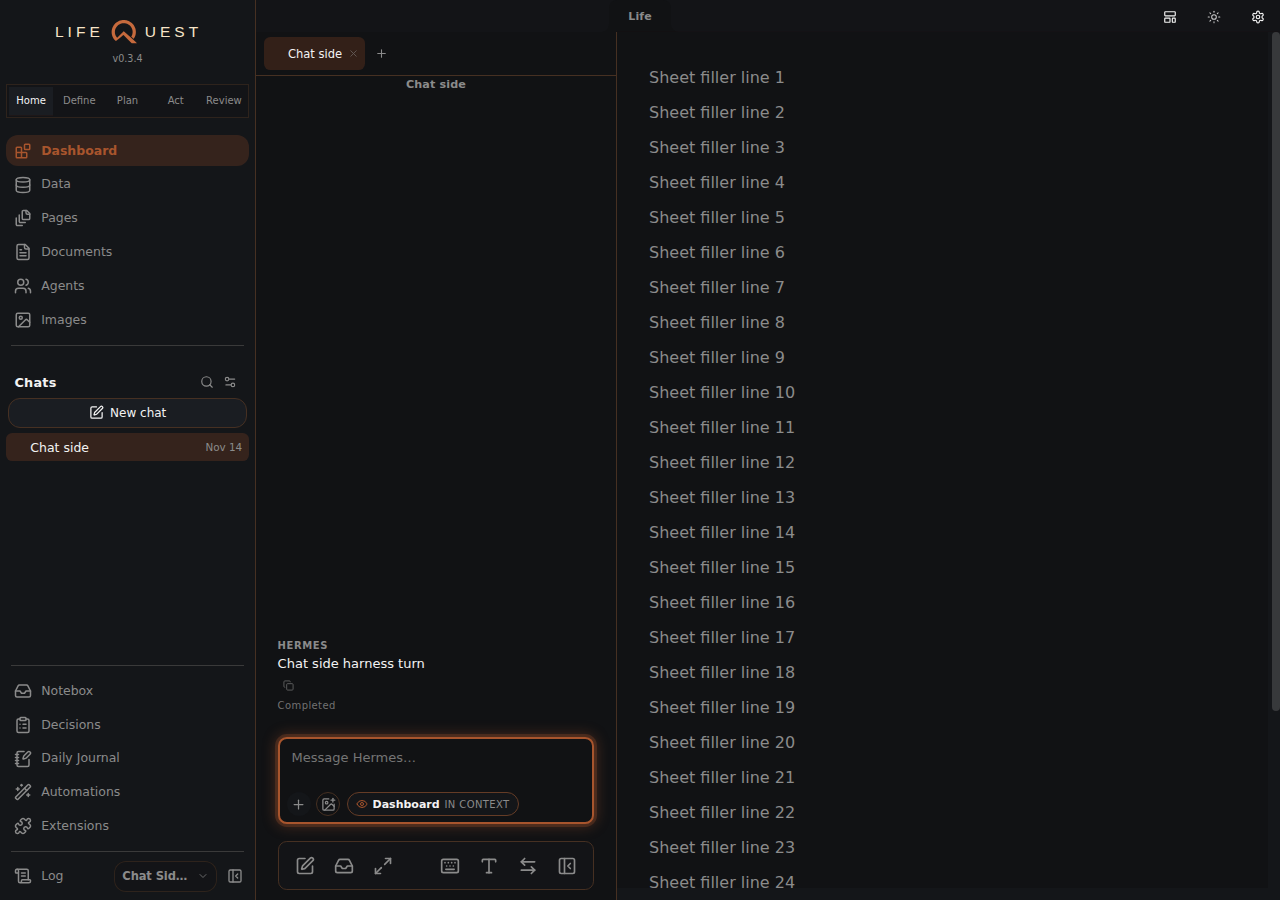 LIFE QUEST
v0.3.4
Home Define Plan Act Review
Dashboard
Data
Pages
Documents
Agents
Images
Chats
New chat
Chat side Nov 14
Notebox
Decisions
Daily Journal
Automations
Extensions
Log Chat Sid...
Life
Chat side
Chat side
HERMES
Chat side harness turn
Completed
Message Hermes...
Dashboard IN CONTEXT
Sheet filler line 1
Sheet filler line 2
Sheet filler line 3
Sheet filler line 4
Sheet filler line 5
Sheet filler line 6
Sheet filler line 7
Sheet filler line 8
Sheet filler line 9
Sheet filler line 10
Sheet filler line 11
Sheet filler line 12
Sheet filler line 13
Sheet filler line 14
Sheet filler line 15
Sheet filler line 16
Sheet filler line 17
Sheet filler line 18
Sheet filler line 19
Sheet filler line 20
Sheet filler line 21
Sheet filler line 22
Sheet filler line 23
Sheet filler line 24